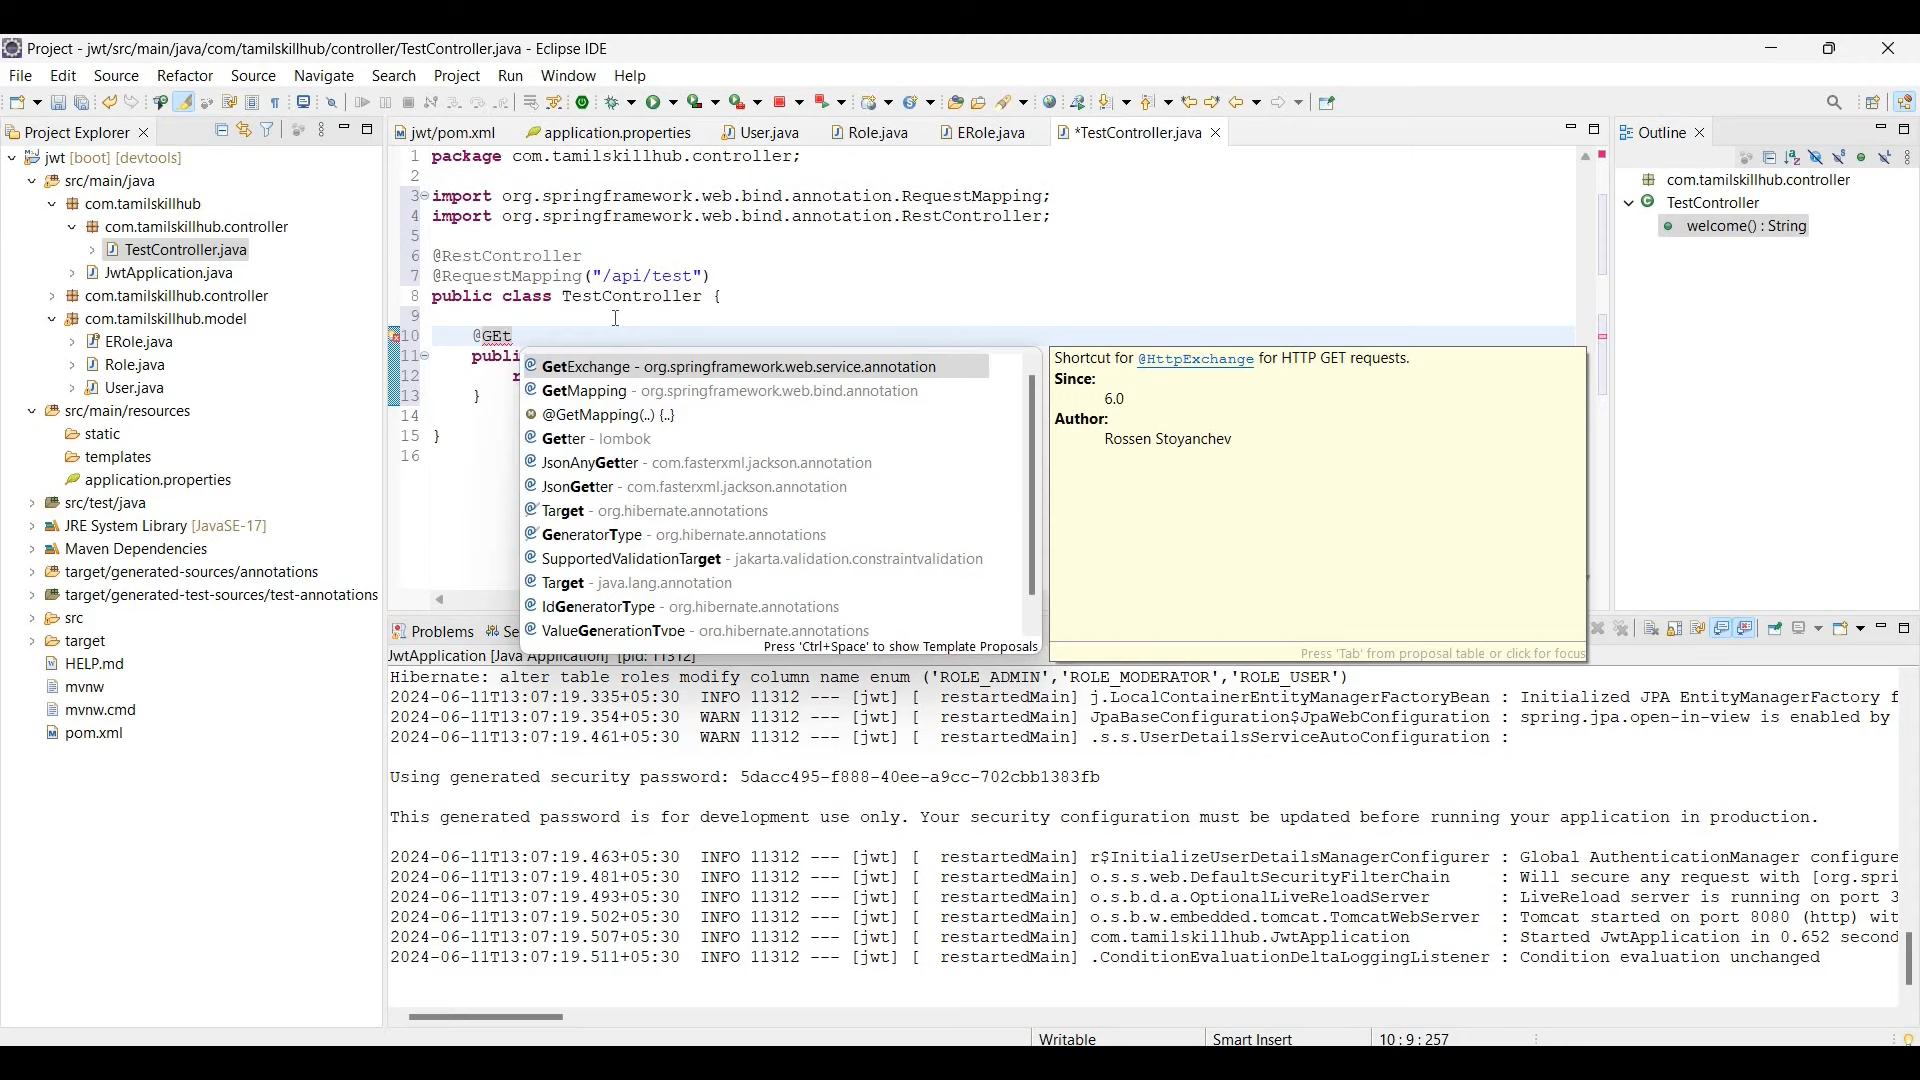 Project - jwt/src/main/java/com/tamilskillhub/controller/TestController.java - Eclipse IDE
File Edit Source Refactor Source Navigate Search Project Run Window Help
Project Explorer
jwt [boot] [devtools]
src/main/java
com.tamilskillhub
com.tamilskillhub.controller
TestController.java
JwtApplication.java
com.tamilskillhub.controller
com.tamilskillhub.model
ERole.java
Role.java
User.java
src/main/resources
static
templates
application.properties
src/test/java
JRE System Library [JavaSE-17]
Maven Dependencies
target/generated-sources/annotations
target/generated-test-sources/test-annotations
src
target
HELP.md
mvnw
mvnw.cmd
pom.xml
jwt/pom.xml application.properties User.java Role.java ERole.java *TestController.java
1 package com.tamilskillhub.controller;
2
3 import org.springframework.web.bind.annotation.RequestMapping;
4 import org.springframework.web.bind.annotation.RestController;
5
6 @RestController
7 @RequestMapping("/api/test")
8 public class TestController {
9
10 @GEt
11 publi
12 r
13 }
14
15 }
16
GetExchange - org.springframework.web.service.annotation
GetMapping - org.springframework.web.bind.annotation
@GetMapping(..) {..}
Getter - lombok
JsonAnyGetter - com.fasterxml.jackson.annotation
JsonGetter - com.fasterxml.jackson.annotation
Target - org.hibernate.annotations
GeneratorType - org.hibernate.annotations
SupportedValidationTarget - jakarta.validation.constraintvalidation
Target - java.lang.annotation
IdGeneratorType - org.hibernate.annotations
ValueGenerationType - org.hibernate.annotations
Press 'Ctrl+Space' to show Template Proposals
Shortcut for @HttpExchange for HTTP GET requests.
Since:
6.0
Author:
Rossen Stoyanchev
Press 'Tab' from proposal table or click for focus
Outline
com.tamilskillhub.controller
TestController
welcome() : String
Problems Se
JwtApplication [Java Application] [pid: 11312]
Hibernate: alter table roles modify column name enum ('ROLE_ADMIN','ROLE_MODERATOR','ROLE_USER')
2024-06-11T13:07:19.335+05:30 INFO 11312 --- [jwt] [ restartedMain] j.LocalContainerEntityManagerFactoryBean : Initialized JPA EntityManagerFactory f
2024-06-11T13:07:19.354+05:30 WARN 11312 --- [jwt] [ restartedMain] JpaBaseConfiguration$JpaWebConfiguration : spring.jpa.open-in-view is enabled by
2024-06-11T13:07:19.461+05:30 WARN 11312 --- [jwt] [ restartedMain] .s.s.UserDetailsServiceAutoConfiguration :
Using generated security password: 5dacc495-f888-40ee-a9cc-702cbb1383fb
This generated password is for development use only. Your security configuration must be updated before running your application in production.
2024-06-11T13:07:19.463+05:30 INFO 11312 --- [jwt] [ restartedMain] r$InitializeUserDetailsManagerConfigurer : Global AuthenticationManager configure
2024-06-11T13:07:19.481+05:30 INFO 11312 --- [jwt] [ restartedMain] o.s.s.web.DefaultSecurityFilterChain : Will secure any request with [org.spri
2024-06-11T13:07:19.493+05:30 INFO 11312 --- [jwt] [ restartedMain] o.s.b.d.a.OptionalLiveReloadServer : LiveReload server is running on port 3
2024-06-11T13:07:19.502+05:30 INFO 11312 --- [jwt] [ restartedMain] o.s.b.w.embedded.tomcat.TomcatWebServer : Tomcat started on port 8080 (http) wit
2024-06-11T13:07:19.507+05:30 INFO 11312 --- [jwt] [ restartedMain] com.tamilskillhub.JwtApplication : Started JwtApplication in 0.652 second
2024-06-11T13:07:19.511+05:30 INFO 11312 --- [jwt] [ restartedMain] .ConditionEvaluationDeltaLoggingListener : Condition evaluation unchanged
Writable Smart Insert 10 : 9 : 257